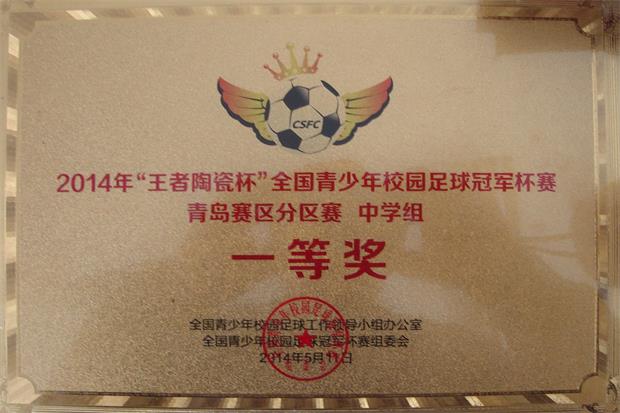 CSFC
2014年“王者陶瓷杯”全国青少年校园足球冠军杯赛
青岛赛区分区赛 中学组
一等奖
全国青少年校园足球工作领导小组办公室
全国青少年校园足球冠军杯赛组委会
2014年5月11日